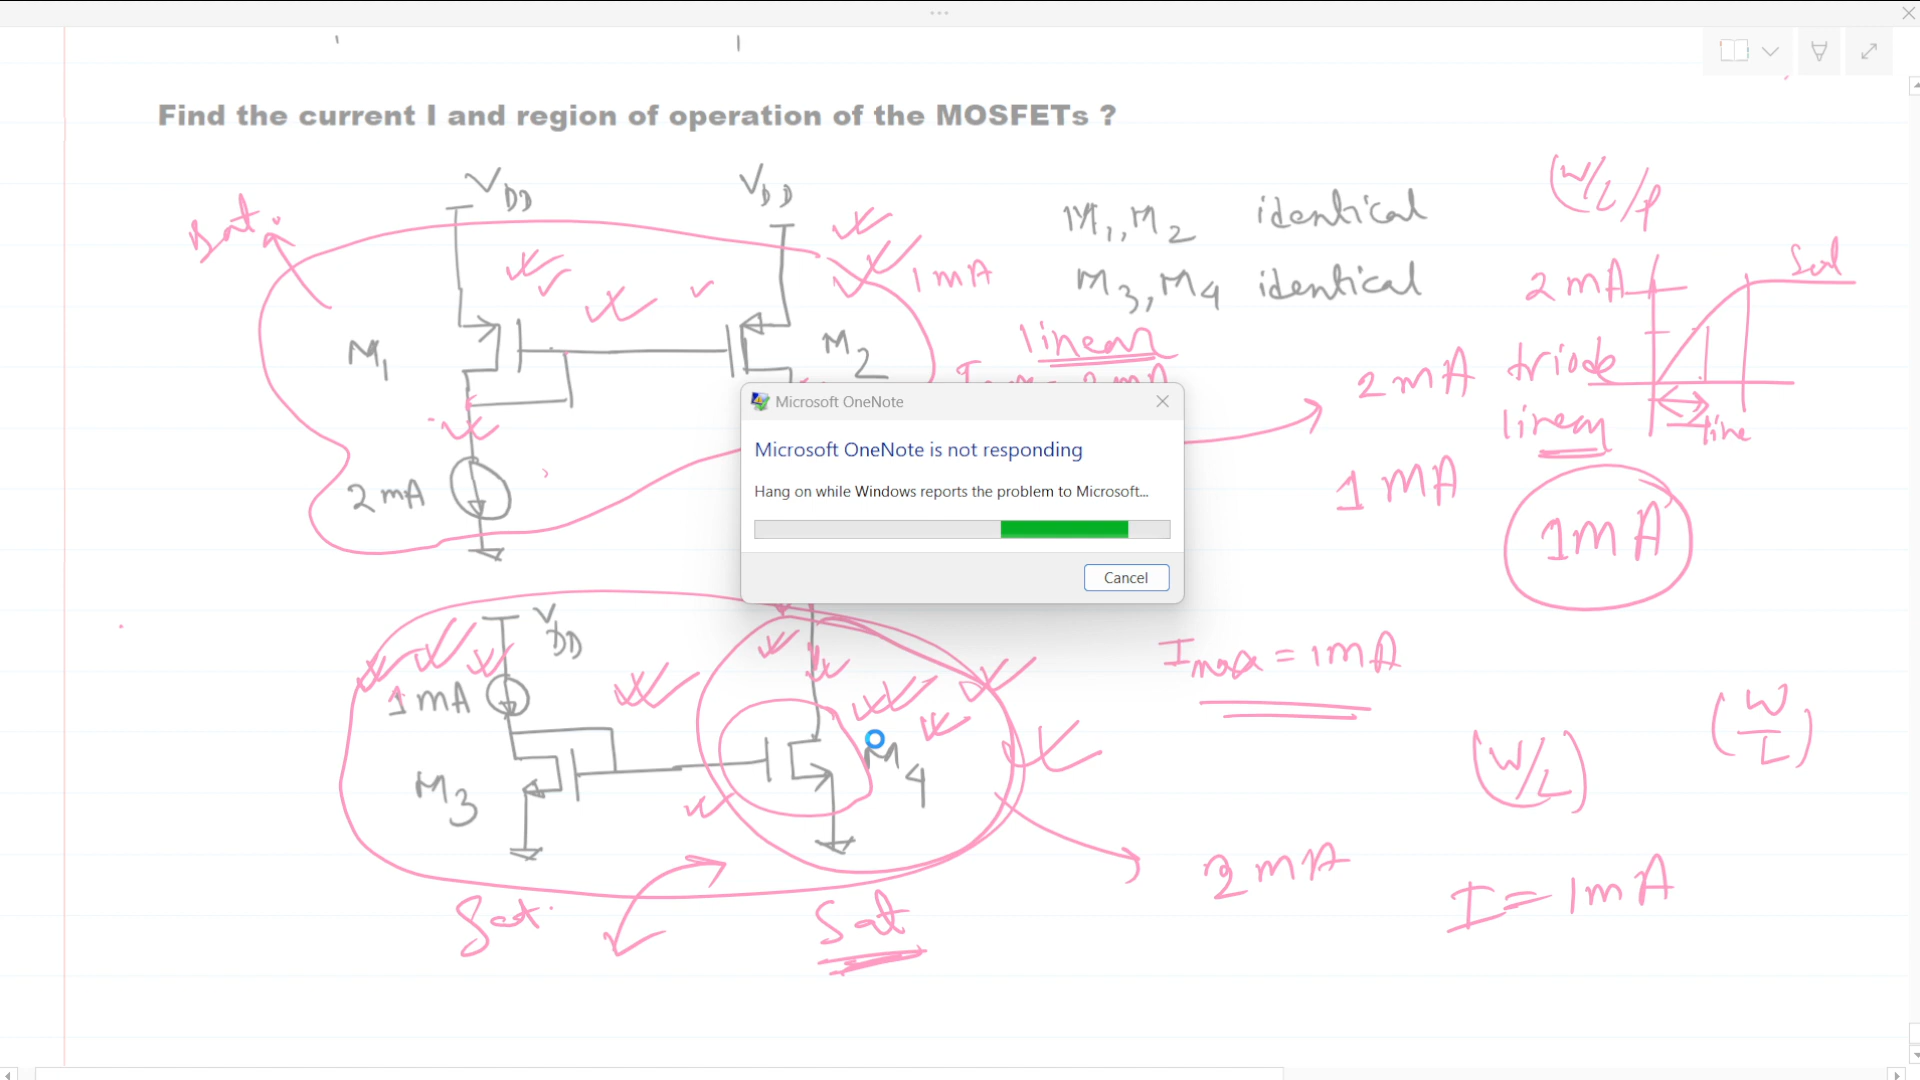 Find the current I and region of operation of the MOSFETs ?
VDD
VDD
Sat.
M1, M2 identical
(W/L)p
M3, M4 identical
1 mA
2 mA
Sat
linear
M1
M2
2 mA
triode
linear
line
Microsoft OneNote
Microsoft OneNote is not responding
Hang on while Windows reports the problem to Microsoft...
Cancel
2 mA
1 mA
1mA
VDD
1 mA
Imax = 1mA
M3
M4
(W/L)
(W/L)
2 mA
I = 1mA
Sat.
Sat